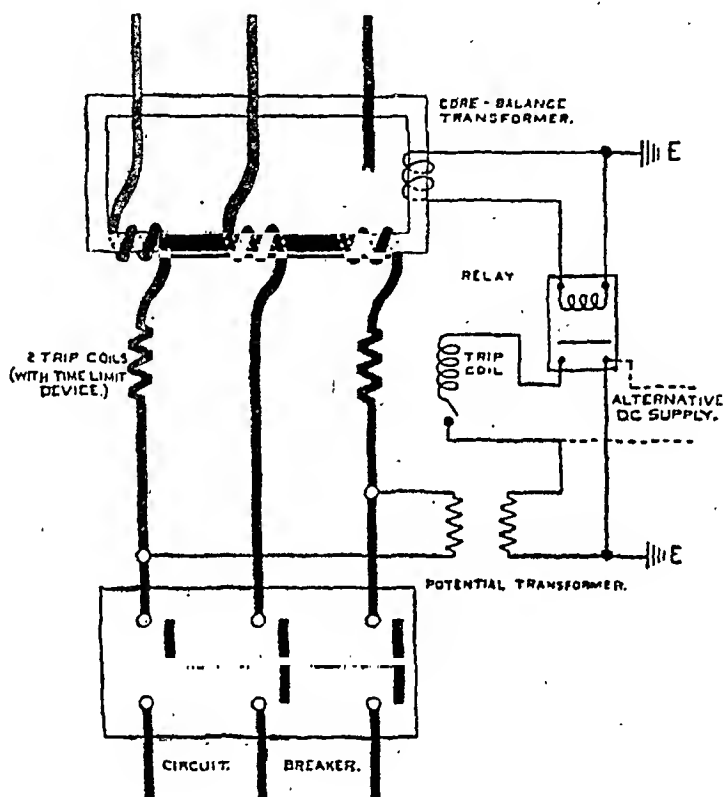 CORE-BALANCE
TRANSFORMER.
E
RELAY
2 TRIP COILS
(WITH TIME LIMIT
DEVICE.)
TRIP
COIL
ALTERNATIVE
D.C. SUPPLY.
E
POTENTIAL TRANSFORMER.
CIRCUIT. BREAKER.